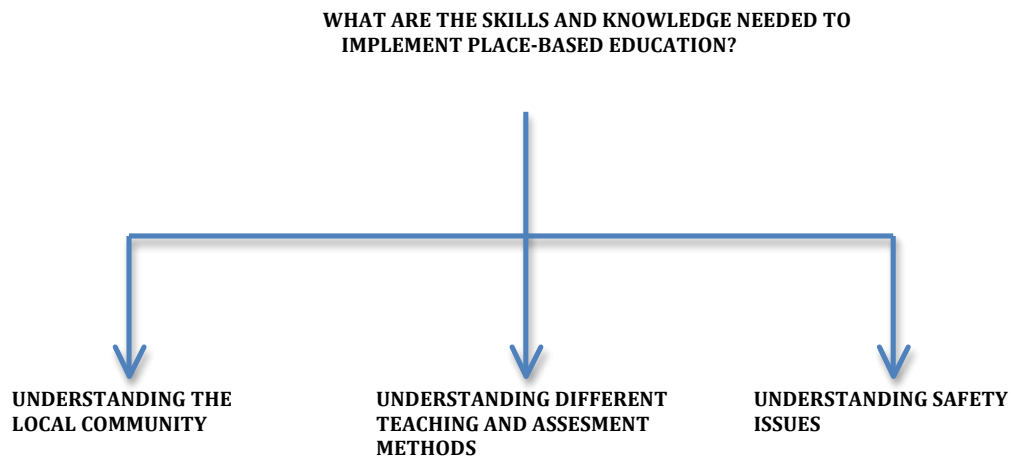 WHAT ARE THE SKILLS AND KNOWLEDGE NEEDED TO
IMPLEMENT PLACE-BASED EDUCATION?
UNDERSTANDING THE
LOCAL COMMUNITY
UNDERSTANDING DIFFERENT
TEACHING AND ASSESMENT
METHODS
UNDERSTANDING SAFETY
ISSUES